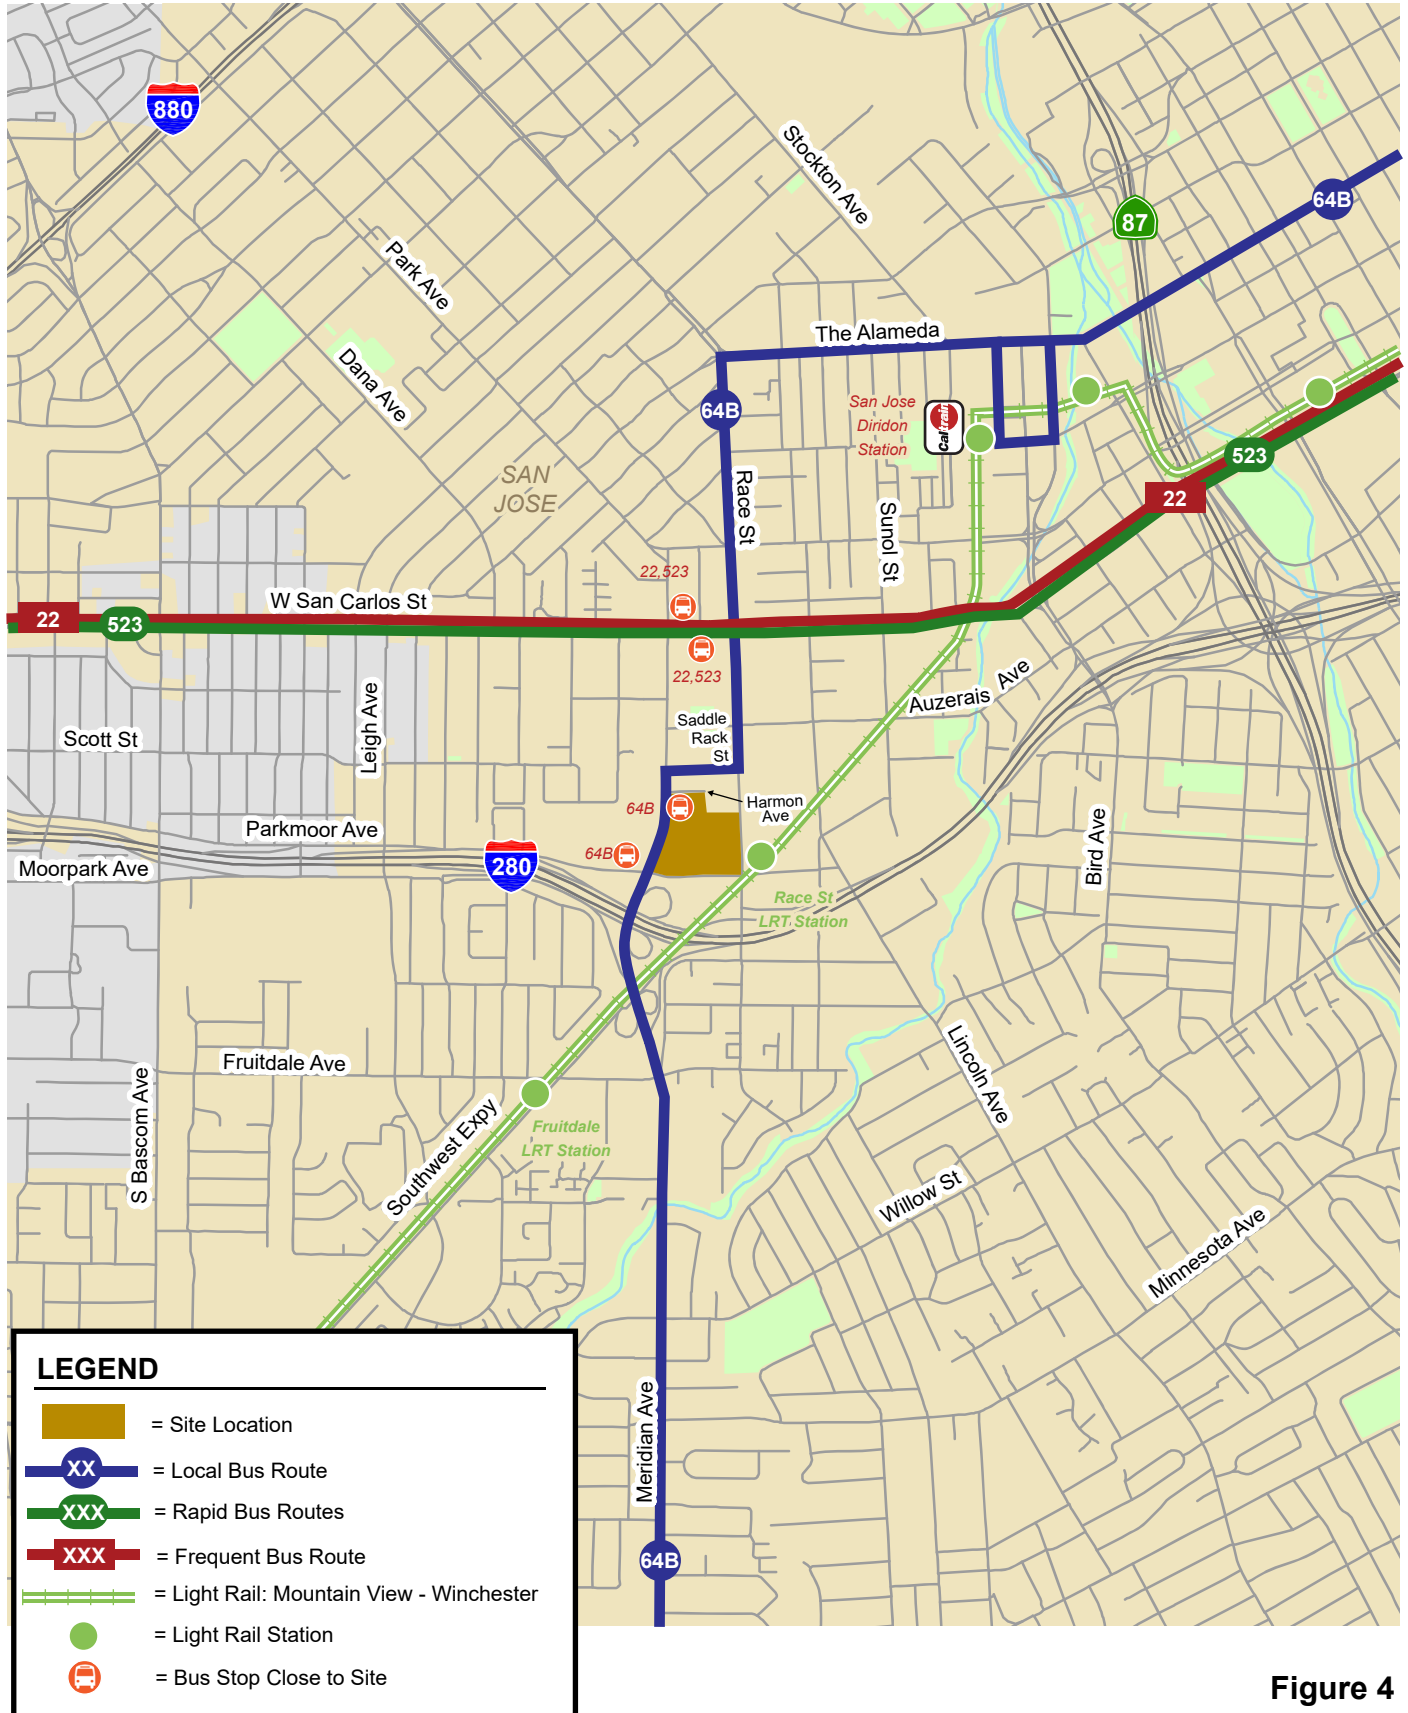 880
Stockton Ave
64B
87
Park Ave
The Alameda
Dana Ave
San Jose
Diridon
Station
Caltrain
64B
523
SAN
JOSE
Race St
Sunol St
22
22,523
W San Carlos St
22
523
22,523
Auzerais Ave
Saddle
Rack
St
Leigh Ave
Scott St
Harmon
Ave
64B
Bird Ave
Parkmoor Ave
64B
280
Moorpark Ave
Race St
LRT Station
Lincoln Ave
Fruitdale Ave
S Bascom Ave
Southwest Expy
Fruitdale
LRT Station
Willow St
Minnesota Ave
Meridian Ave
64B
LEGEND
= Site Location
XX = Local Bus Route
XXX = Rapid Bus Routes
XXX = Frequent Bus Route
= Light Rail: Mountain View - Winchester
= Light Rail Station
= Bus Stop Close to Site
Figure 4